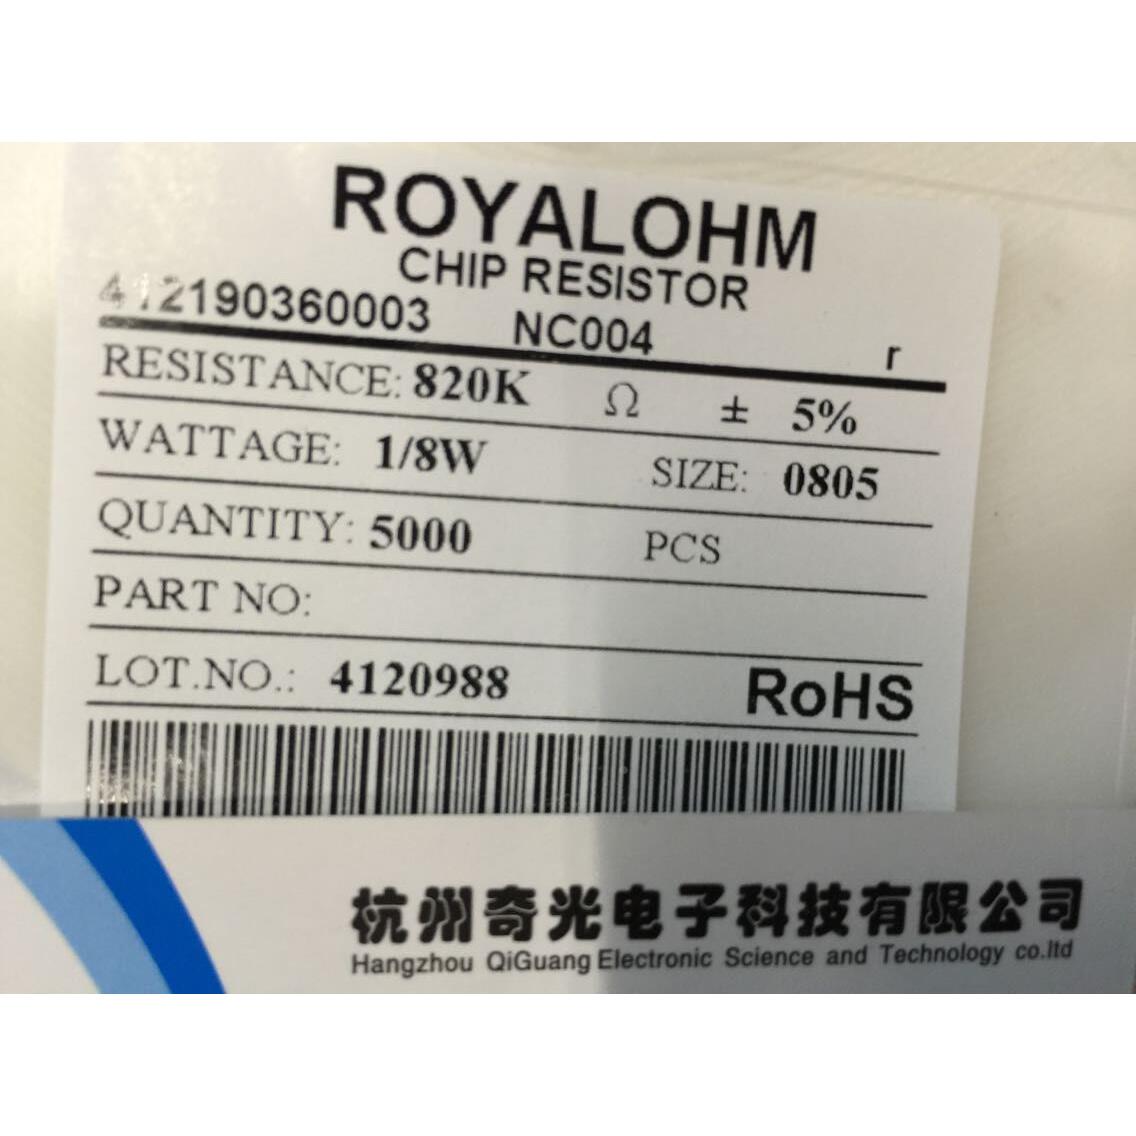 ROYALOHM
CHIP RESISTOR
412190360003 NC004 r
RESISTANCE: 820K Ω ± 5%
WATTAGE: 1/8W SIZE: 0805
QUANTITY: 5000 PCS
PART NO:
LOT.NO.: 4120988 RoHS
杭州奇光电子科技有限公司
Hangzhou QiGuang Electronic Science and Technology co.ltd